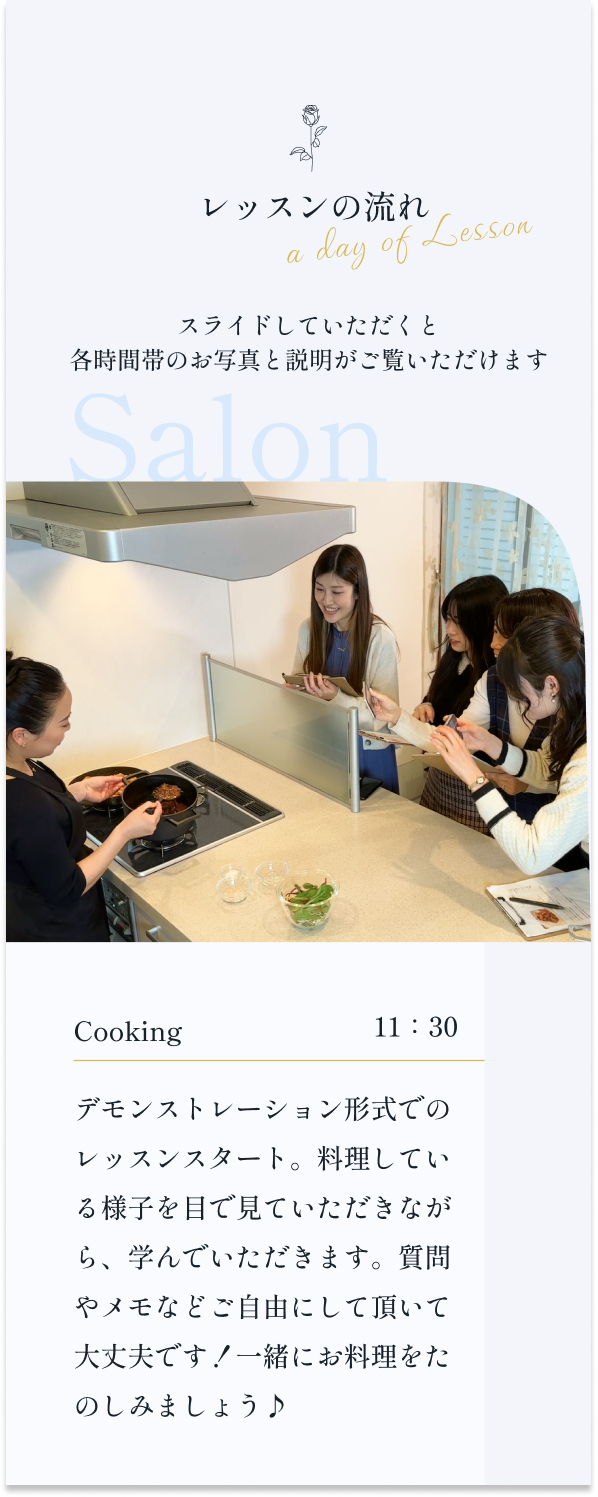 レッスンの流れ
a day of Lesson
スライドしていただくと
各時間帯のお写真と説明がご覧いただけます
Salon
Cooking
11：30
デモンストレーション形式での
レッスンスタート。料理してい
る様子を目で見ていただきなが
ら、学んでいただきます。質問
やメモなどご自由にして頂いて
大丈夫です！一緒にお料理をた
のしみましょう♪